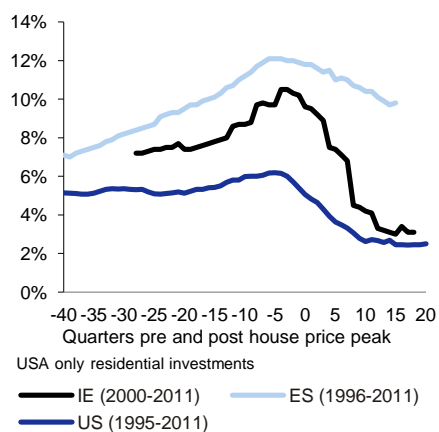 14%
12%
10%
8%
6%
4%
2%
0%
-40 -35 -30 -25 -20 -15 -10 -5 0 5 10 15 20
Quarters pre and post house price peak
USA only residential investments
IE (2000-2011) ES (1996-2011)
US (1995-2011)